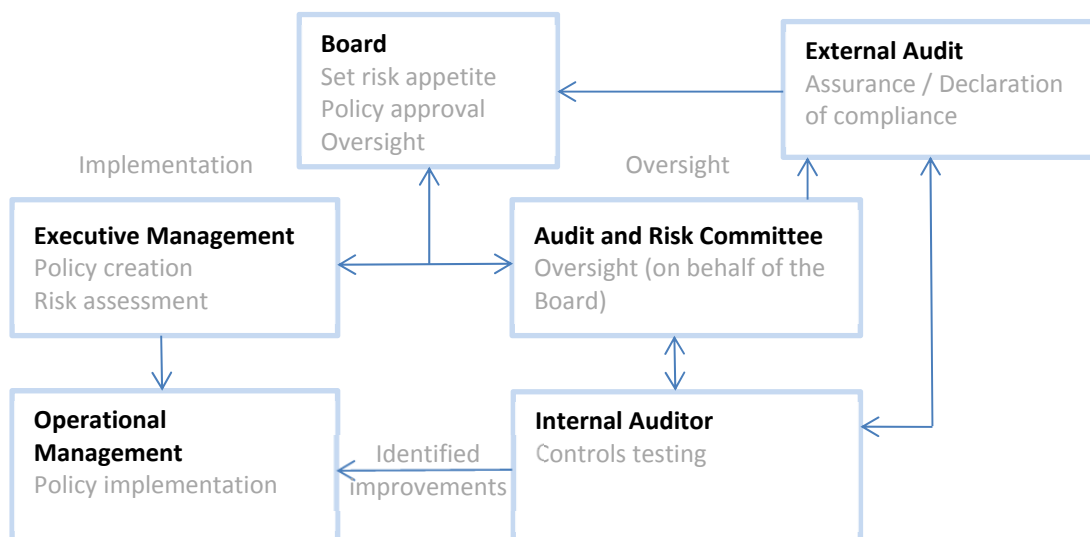 Board
Set risk appetite
Policy approval
Oversight
External Audit
Assurance / Declaration
of compliance
Implementation
Oversight
Executive Management
Policy creation
Risk assessment
Audit and Risk Committee
Oversight (on behalf of the
Board)
Operational
Management
Policy implementation
Identified
improvements
Internal Auditor
Controls testing